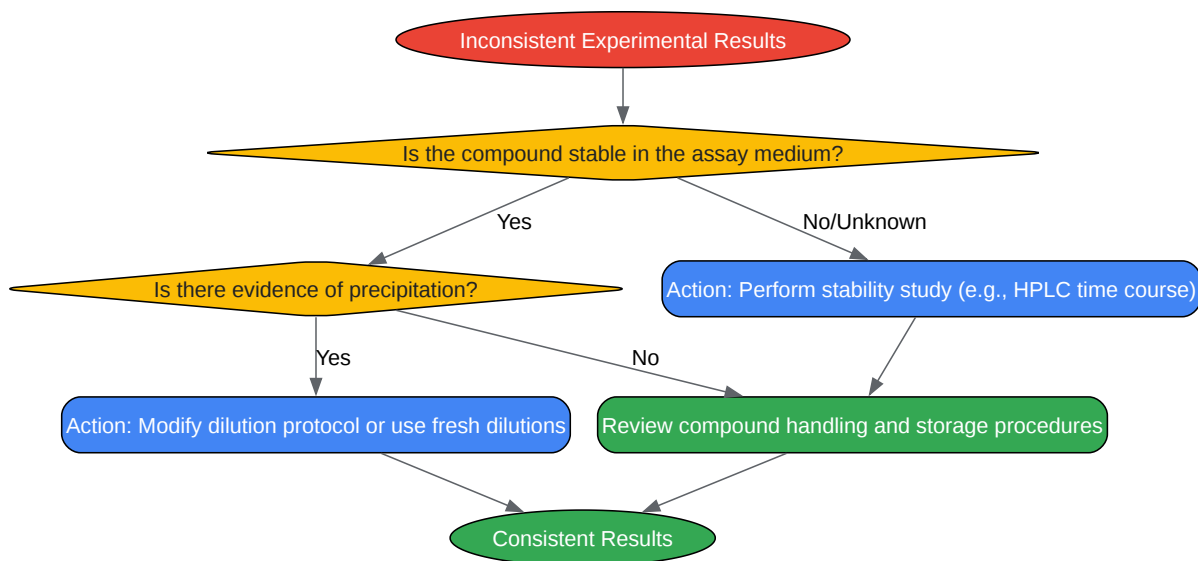 Inconsistent Experimental Results
Is the compound stable in the assay medium?
Yes
No/Unknown
Is there evidence of precipitation?
Action: Perform stability study (e.g., HPLC time course)
Yes
No
Action: Modify dilution protocol or use fresh dilutions
Review compound handling and storage procedures
Consistent Results